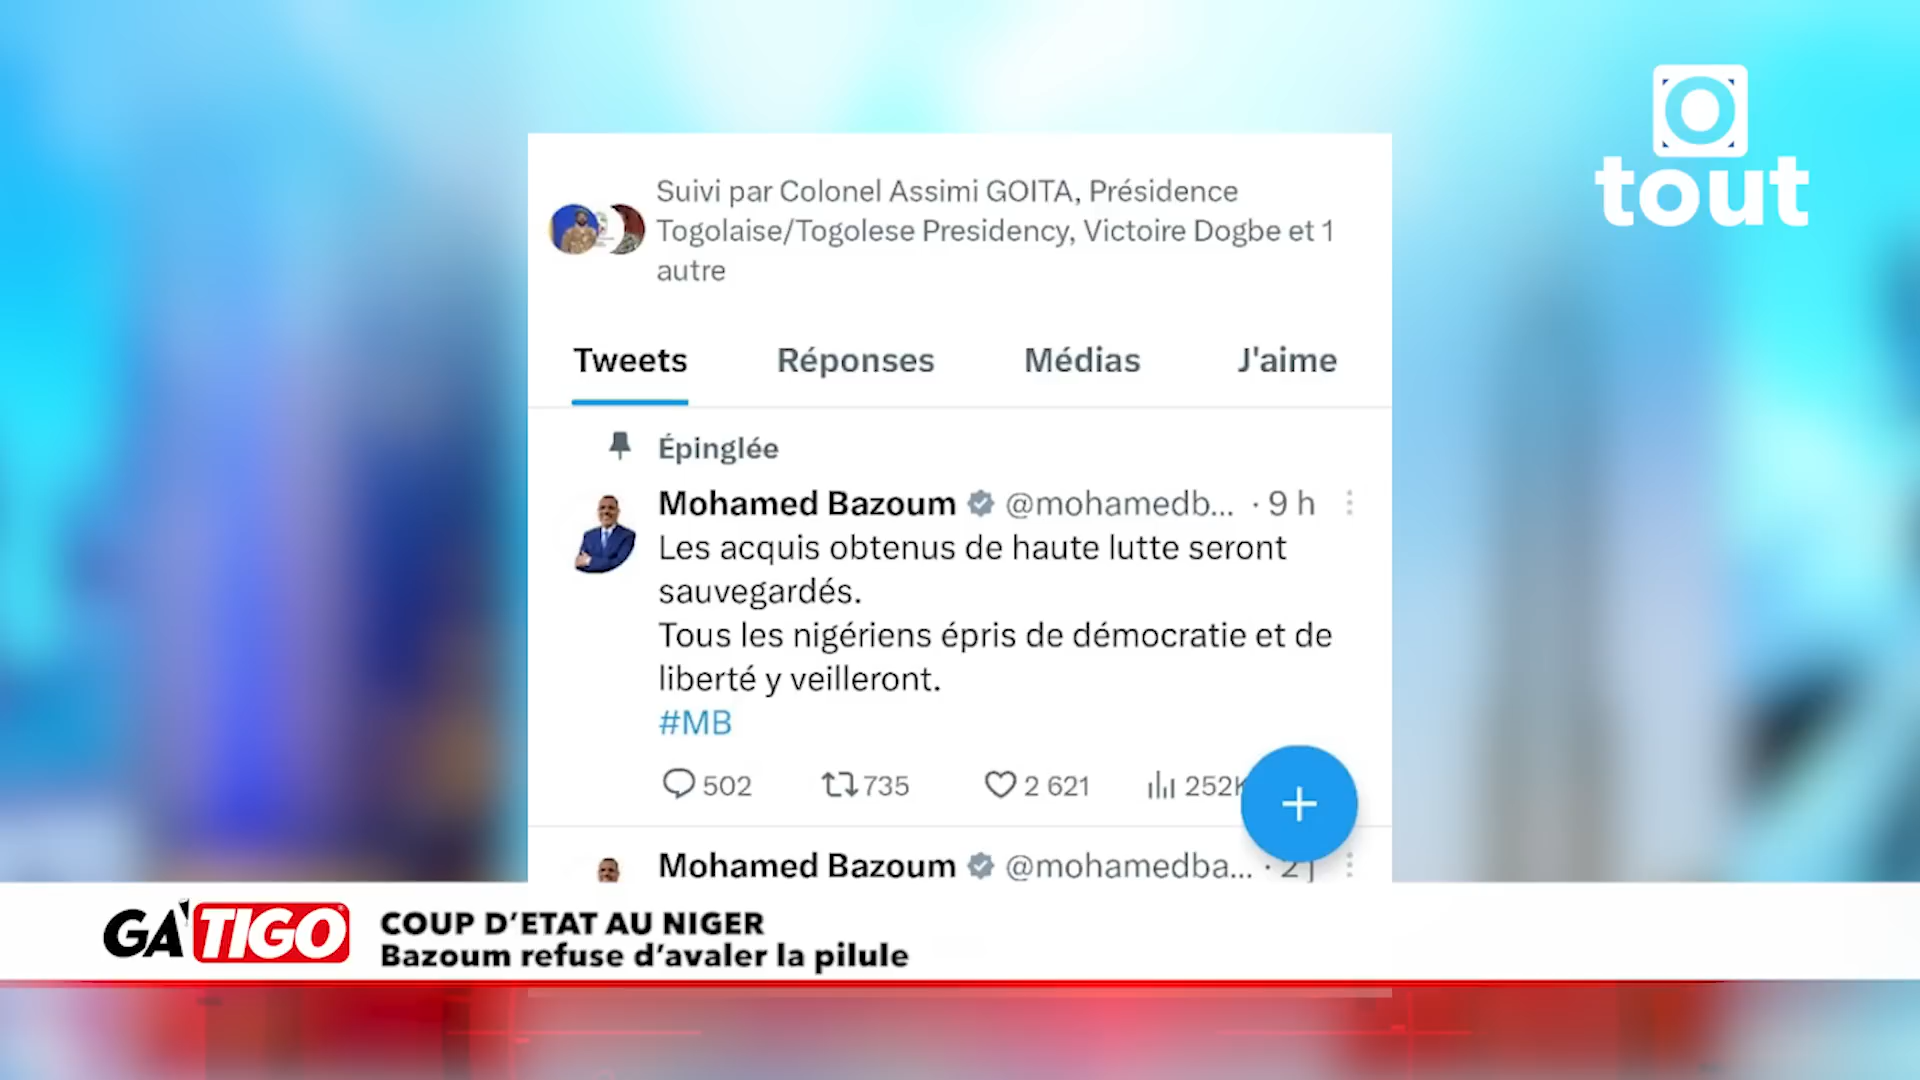 tout
Suivi par Colonel Assimi GOITA, Présidence
Togolaise/Togolese Presidency, Victoire Dogbe et 1
autre
Tweets Réponses Médias J'aime
Épinglée
Mohamed Bazoum @mohamedb... · 9 h
Les acquis obtenus de haute lutte seront
sauvegardés.
Tous les nigériens épris de démocratie et de
liberté y veilleront.
#MB
502 735 2 621 252K
Mohamed Bazoum @mohamedba... · 2 j
GA'TIGO
COUP D'ETAT AU NIGER
Bazoum refuse d'avaler la pilule